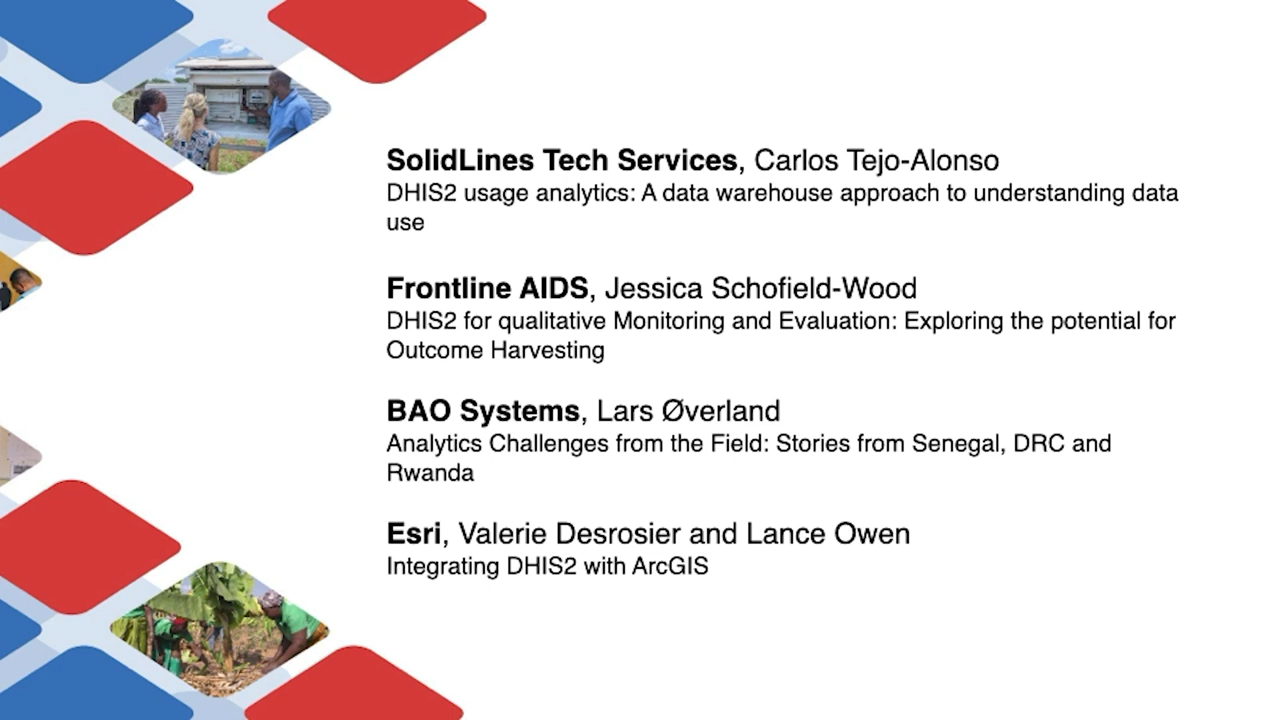 SolidLines Tech Services, Carlos Tejo-Alonso
DHIS2 usage analytics: A data warehouse approach to understanding data
use
Frontline AIDS, Jessica Schofield-Wood
DHIS2 for qualitative Monitoring and Evaluation: Exploring the potential for
Outcome Harvesting
BAO Systems, Lars Øverland
Analytics Challenges from the Field: Stories from Senegal, DRC and
Rwanda
Esri, Valerie Desrosier and Lance Owen
Integrating DHIS2 with ArcGIS